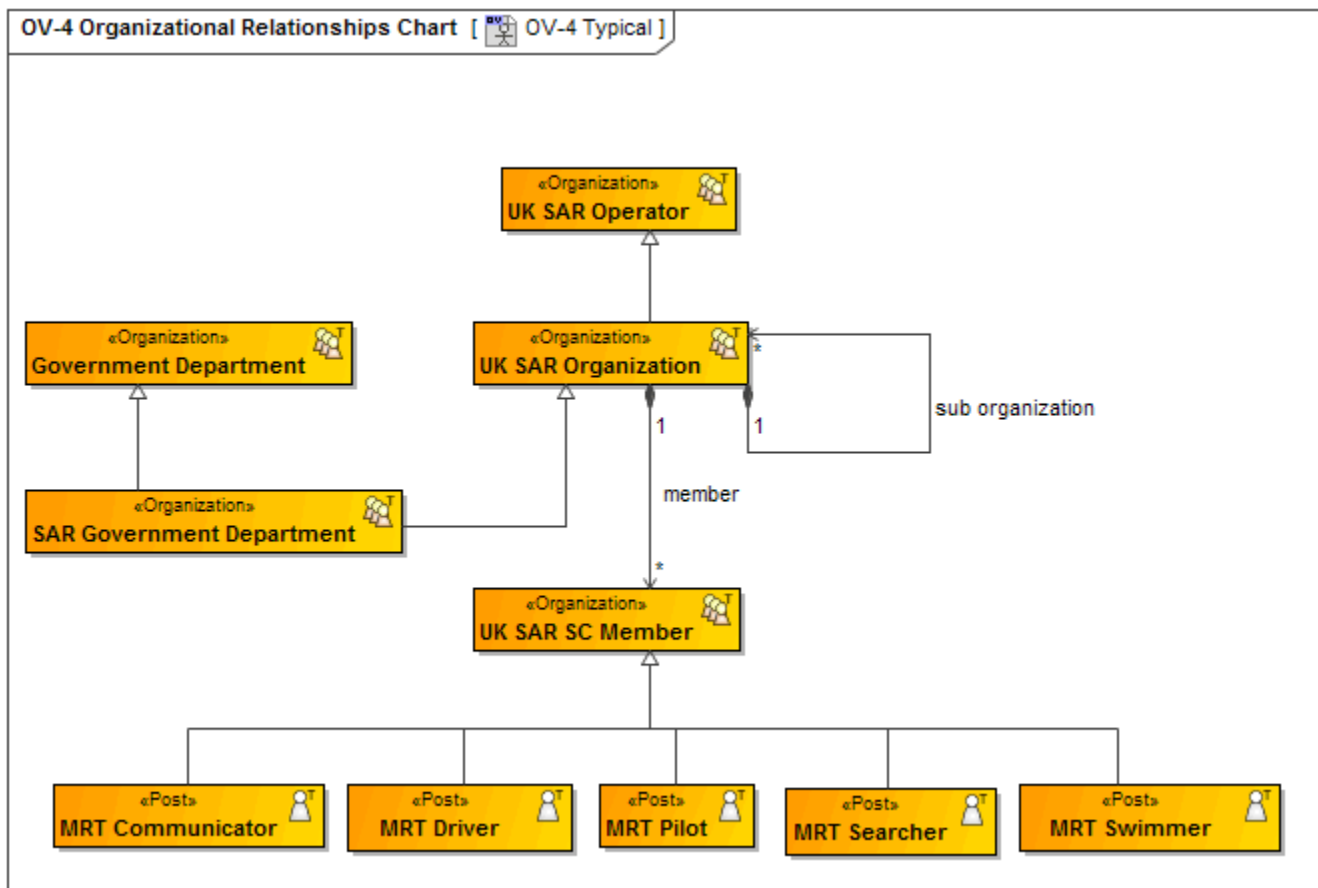 OV-4 Organizational Relationships Chart [ OV-4 Typical ]
«Organization»
UK SAR Operator
«Organization»
Government Department
«Organization»
UK SAR Organization
*
1
1
sub organization
member
*
«Organization»
SAR Government Department
«Organization»
UK SAR SC Member
«Post»
MRT Communicator
«Post»
MRT Driver
«Post»
MRT Pilot
«Post»
MRT Searcher
«Post»
MRT Swimmer